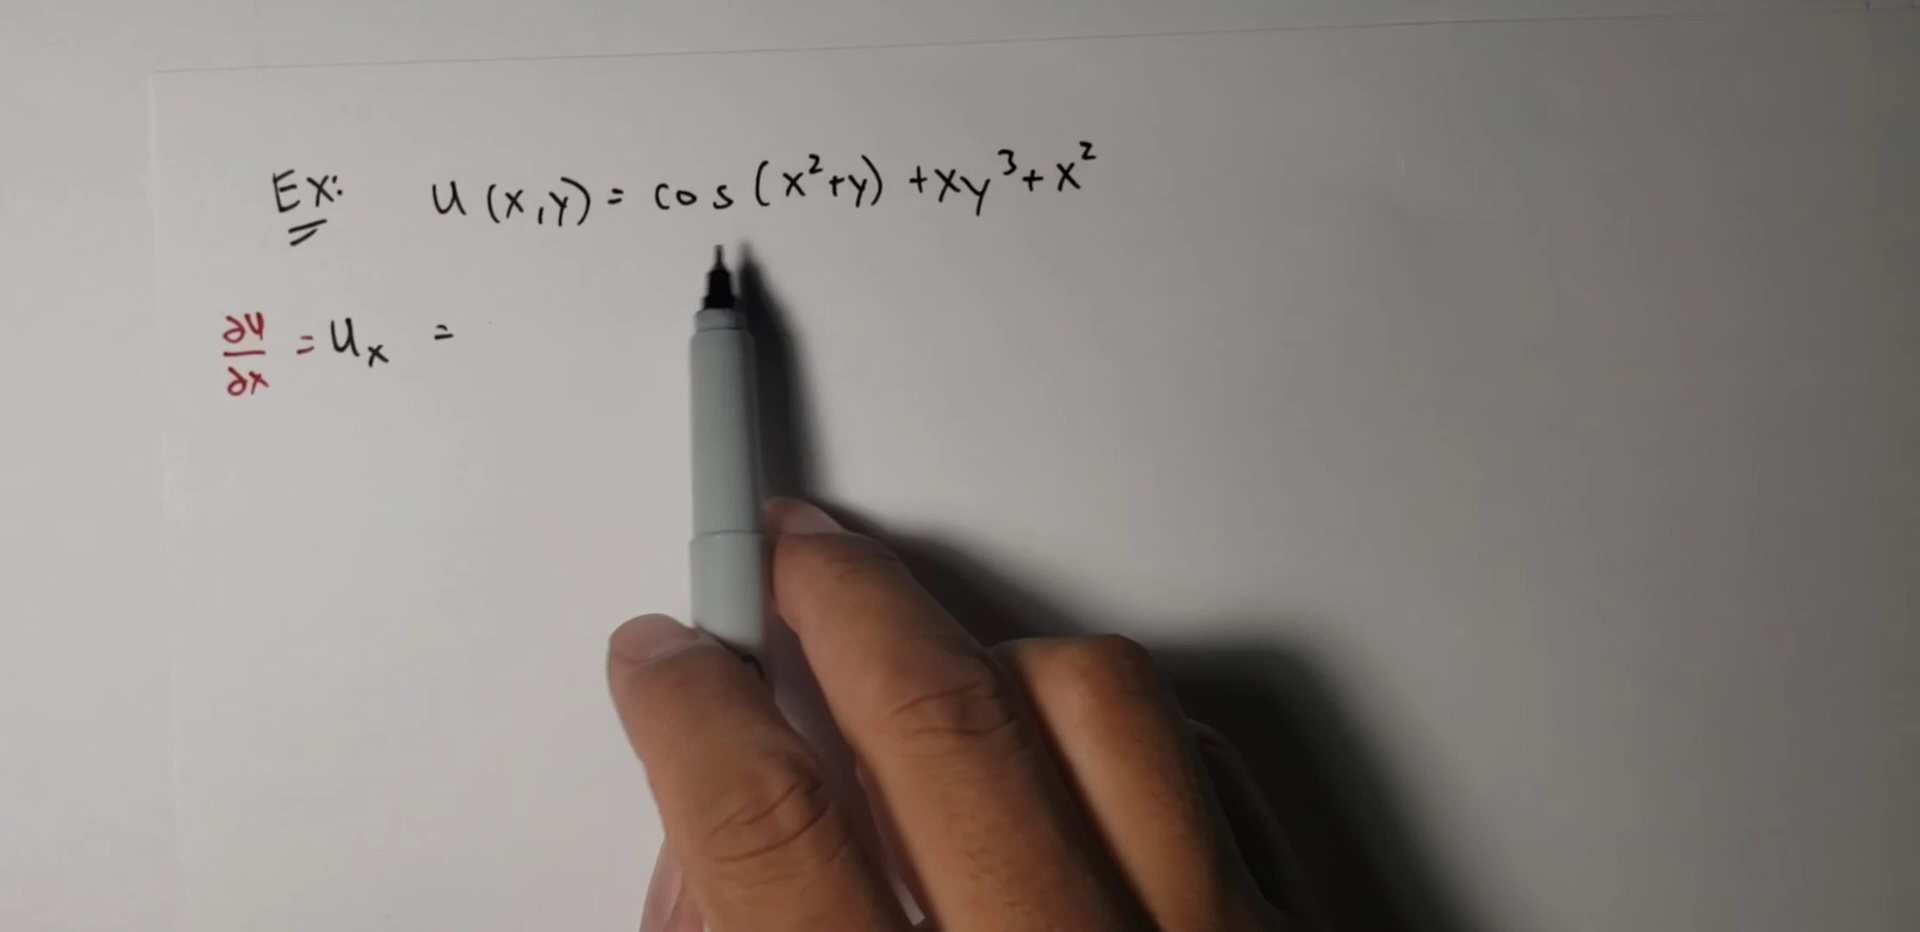 Ex: u(x,y) = cos(x²+y) + xy³ + x²
∂u/∂x = uₓ =